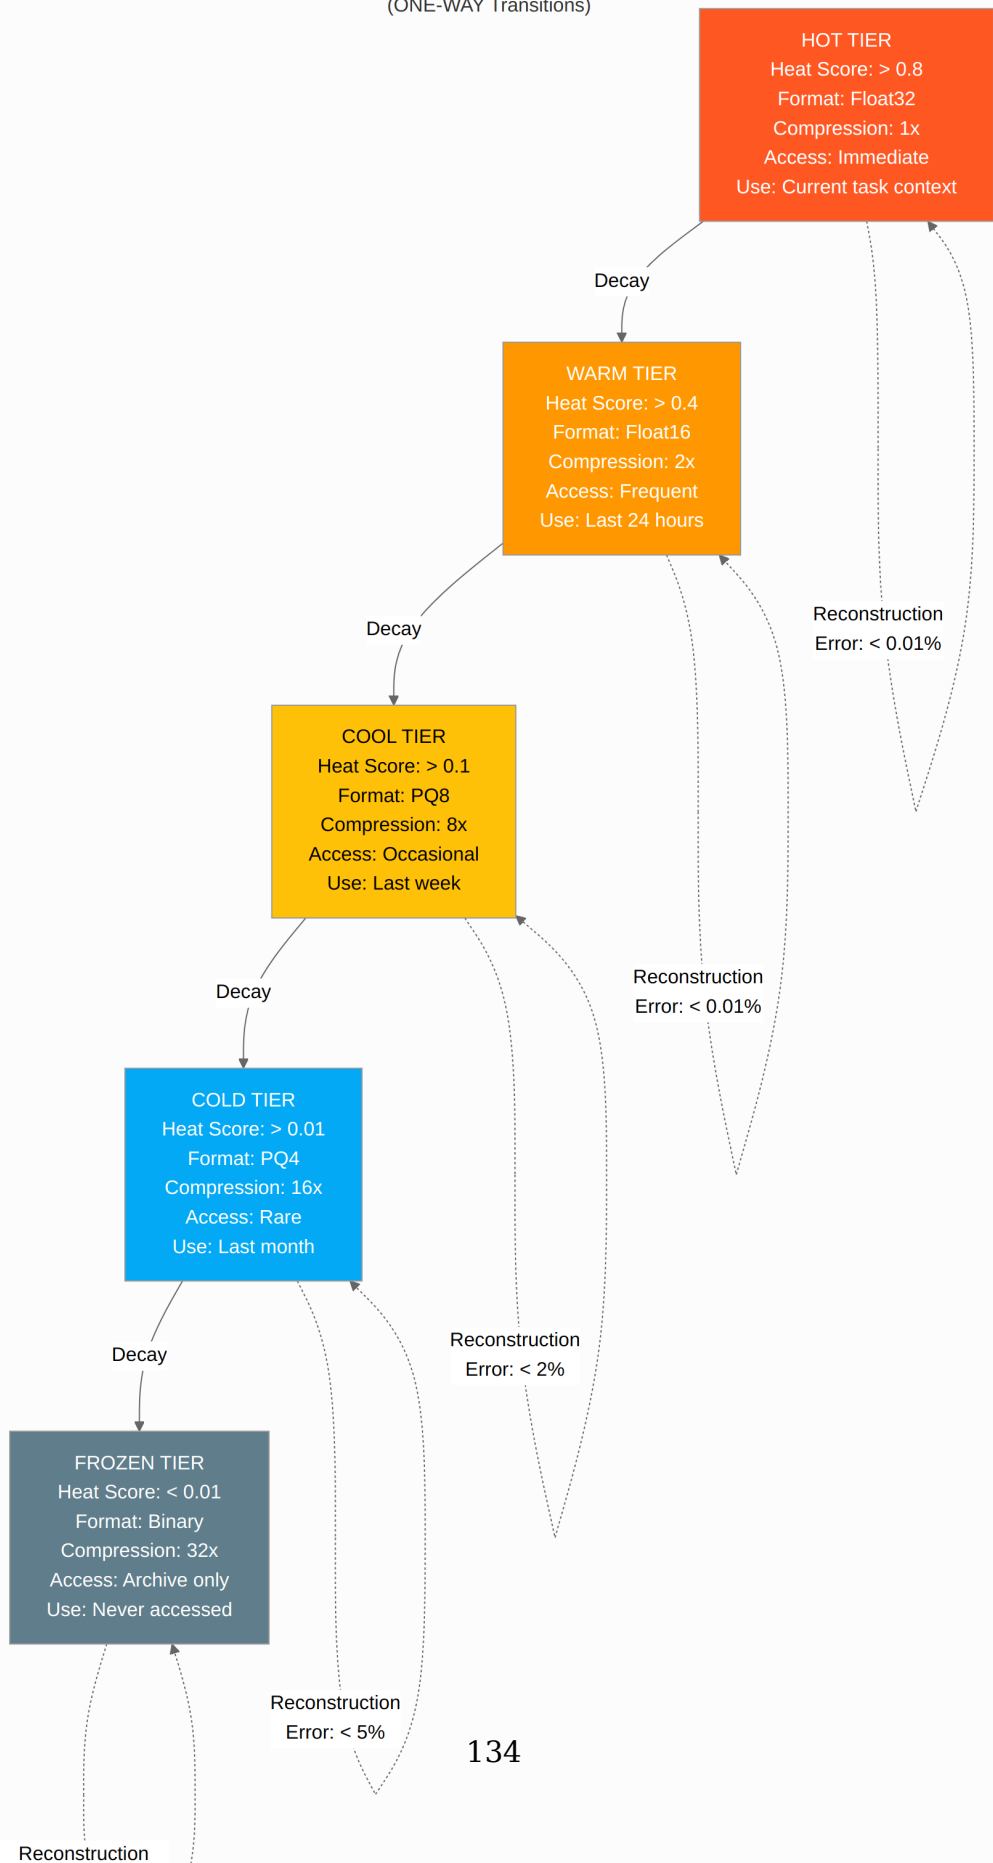 (ONE-WAY Transitions)
HOT TIER
Heat Score: > 0.8
Format: Float32
Compression: 1x
Access: Immediate
Use: Current task context
Decay
WARM TIER
Heat Score: > 0.4
Format: Float16
Compression: 2x
Access: Frequent
Use: Last 24 hours
Decay
Reconstruction
Error: < 0.01%
COOL TIER
Heat Score: > 0.1
Format: PQ8
Compression: 8x
Access: Occasional
Use: Last week
Decay
Reconstruction
Error: < 0.01%
COLD TIER
Heat Score: > 0.01
Format: PQ4
Compression: 16x
Access: Rare
Use: Last month
Decay
Reconstruction
Error: < 2%
FROZEN TIER
Heat Score: < 0.01
Format: Binary
Compression: 32x
Access: Archive only
Use: Never accessed
Reconstruction
Error: < 5%
134
Reconstruction